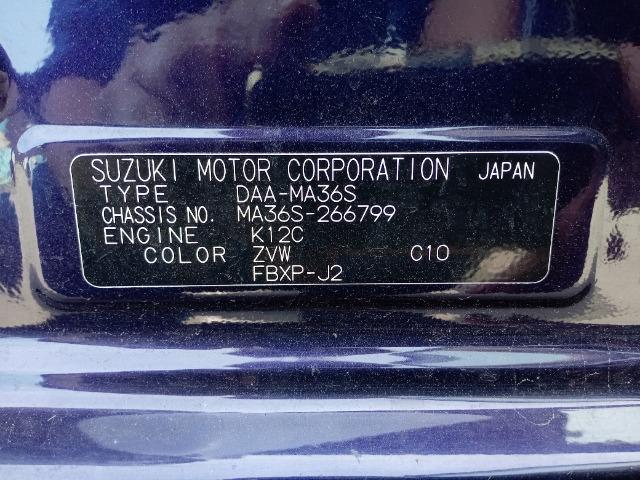 SUZUKI MOTOR CORPORATION JAPAN
TYPE DAA-MA36S
CHASSIS NO. MA36S-266799
ENGINE K12C
COLOR ZVW C10
FBXP-J2